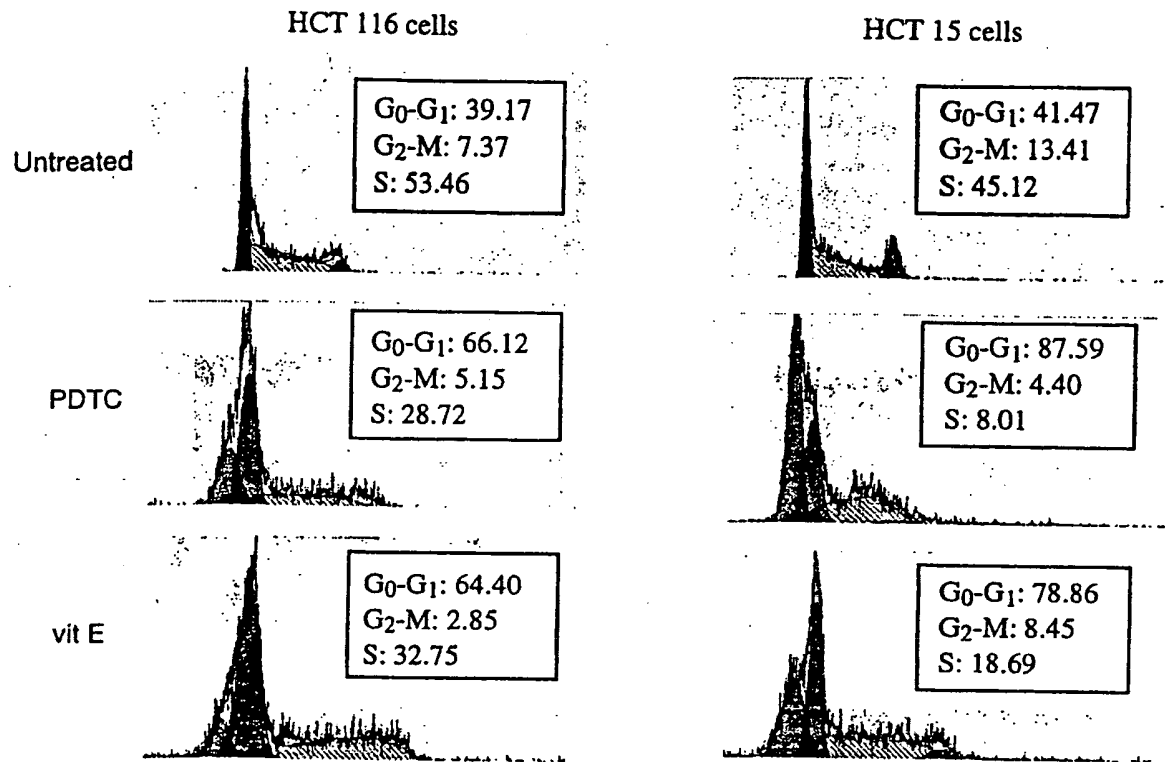 HCT 116 cells
HCT 15 cells
Untreated
G0-G1: 39.17
G2-M: 7.37
S: 53.46
G0-G1: 41.47
G2-M: 13.41
S: 45.12
PDTC
G0-G1: 66.12
G2-M: 5.15
S: 28.72
G0-G1: 87.59
G2-M: 4.40
S: 8.01
vit E
G0-G1: 64.40
G2-M: 2.85
S: 32.75
G0-G1: 78.86
G2-M: 8.45
S: 18.69